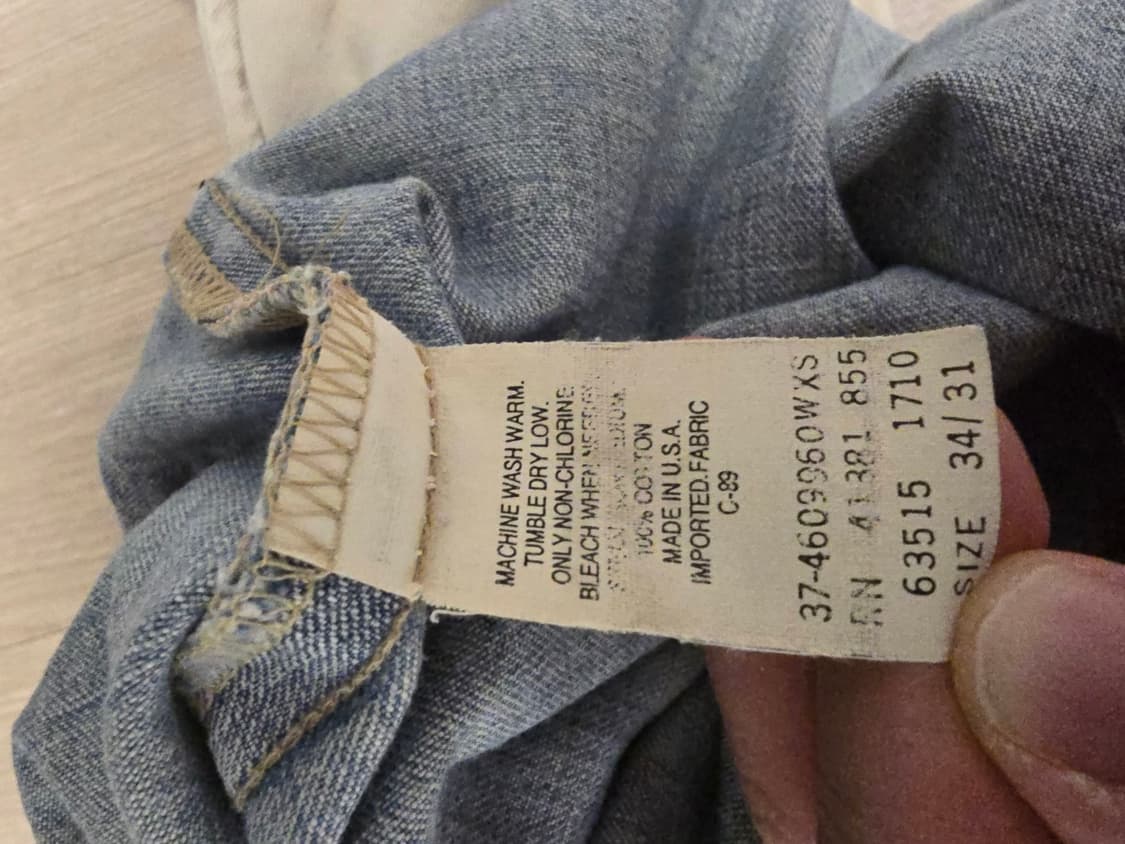 MACHINE WASH WARM.
TUMBLE DRY LOW.
ONLY NON-CHLORINE
BLEACH WHEN NEEDED.
100% COTTON
MADE IN U.S.A.
IMPORTED FABRIC
C-89
37-4609960WXS
RN 41381 855
63515 1710
SIZE 34/31